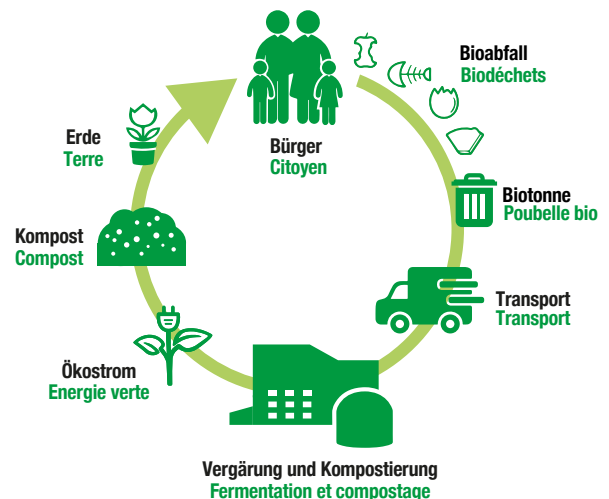 Bioabfall
Biodéchets
Bürger
Citoyen
Erde
Terre
Biotonne
Poubelle bio
Kompost
Compost
Transport
Transport
Ökostrom
Energie verte
Vergärung und Kompostierung
Fermentation et compostage